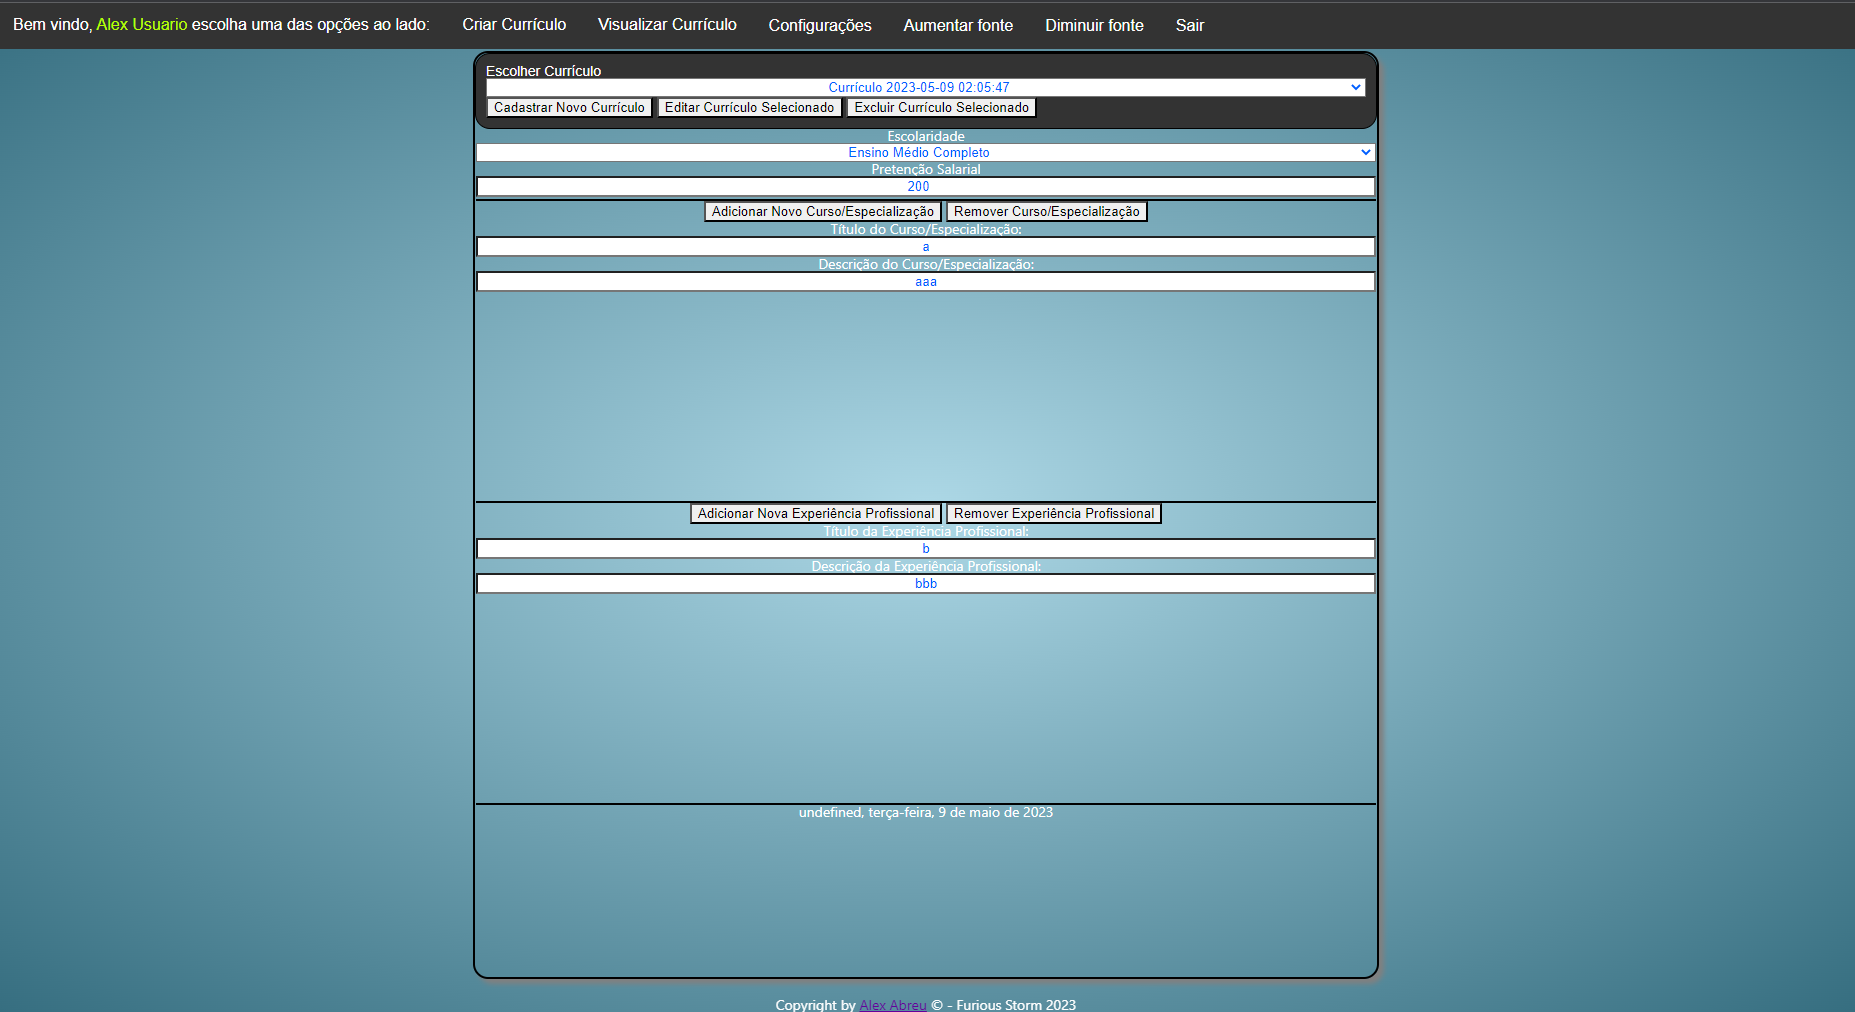 Bem vindo, Alex Usuario escolha uma das opções ao lado: Criar Currículo Visualizar Currículo Configurações Aumentar fonte Diminuir fonte Sair
Escolher Currículo
Currículo 2023-05-09 02:05:47
Cadastrar Novo Currículo Editar Currículo Selecionado Excluir Currículo Selecionado
Escolaridade
Ensino Médio Completo
Pretenção Salarial
200
Adicionar Novo Curso/Especialização Remover Curso/Especialização
Título do Curso/Especialização:
a
Descrição do Curso/Especialização:
aaa
Adicionar Nova Experiência Profissional Remover Experiência Profissional
Título da Experiência Profissional:
b
Descrição da Experiência Profissional:
bbb
undefined, terça-feira, 9 de maio de 2023
Copyright by Alex Abreu © - Furious Storm 2023